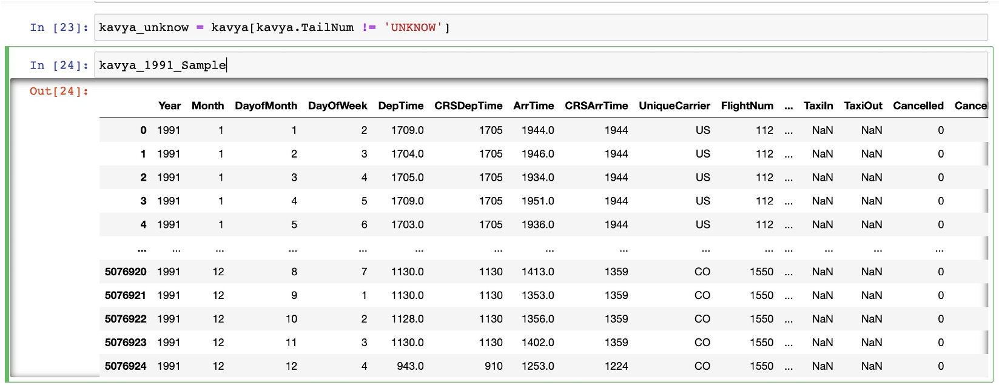 In [23]: kavya_unknow = kavya[kavya.TailNum != 'UNKNOW']
In [24]: kavya_1991_Sample
Out[24]:
Year Month DayofMonth DayOfWeek DepTime CRSDepTime ArrTime CRSArrTime UniqueCarrier FlightNum ... TaxiIn TaxiOut Cancelled Cancel
0 1991 1 1 2 1709.0 1705 1944.0 1944 US 112 ... NaN NaN 0
1 1991 1 2 3 1704.0 1705 1946.0 1944 US 112 ... NaN NaN 0
2 1991 1 3 4 1705.0 1705 1934.0 1944 US 112 ... NaN NaN 0
3 1991 1 4 5 1709.0 1705 1951.0 1944 US 112 ... NaN NaN 0
4 1991 1 5 6 1703.0 1705 1936.0 1944 US 112 ... NaN NaN 0
... ... ... ... ... ... ... ... ... ... ... ... ... ... ...
5076920 1991 12 8 7 1130.0 1130 1413.0 1359 CO 1550 ... NaN NaN 0
5076921 1991 12 9 1 1130.0 1130 1353.0 1359 CO 1550 ... NaN NaN 0
5076922 1991 12 10 2 1128.0 1130 1356.0 1359 CO 1550 ... NaN NaN 0
5076923 1991 12 11 3 1130.0 1130 1402.0 1359 CO 1550 ... NaN NaN 0
5076924 1991 12 12 4 943.0 910 1253.0 1224 CO 1550 ... NaN NaN 0